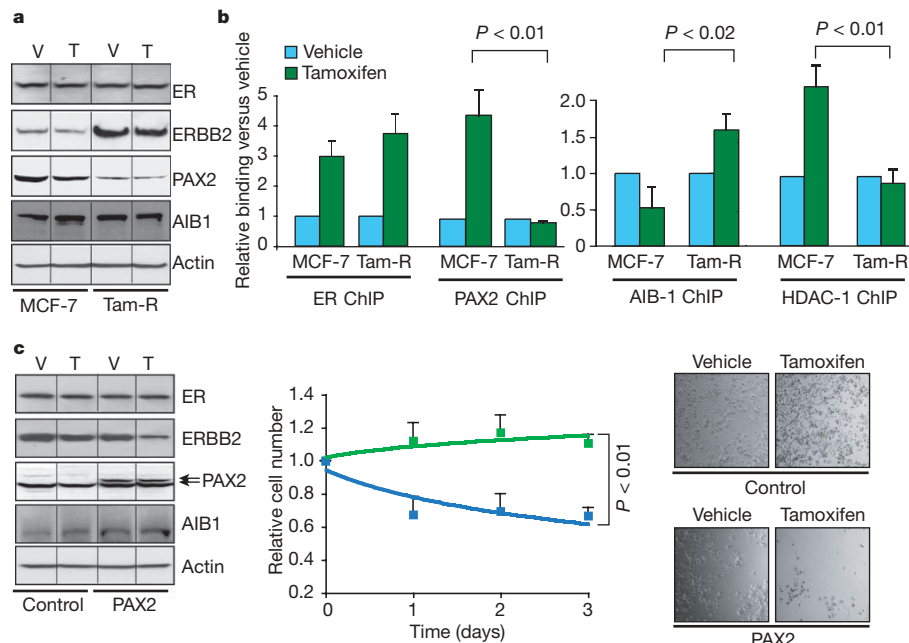 a
V T V T
ER
ERBB2
PAX2
AIB1
Actin
MCF-7 Tam-R
b
P < 0.01
P < 0.02
P < 0.01
Vehicle
Tamoxifen
Relative binding versus vehicle
5
4
3
2
1
0
2.0
1.5
1.0
0.5
0
MCF-7 Tam-R MCF-7 Tam-R MCF-7 Tam-R MCF-7 Tam-R
ER ChIP PAX2 ChIP AIB-1 ChIP HDAC-1 ChIP
c
V T V T
ER
ERBB2
PAX2
AIB1
Actin
Control PAX2
Relative cell number
1.4
1.2
1.0
0.8
0.6
0.4
0.2
0 1 2 3
Time (days)
P < 0.01
Vehicle Tamoxifen
Control
Vehicle Tamoxifen
PAX2